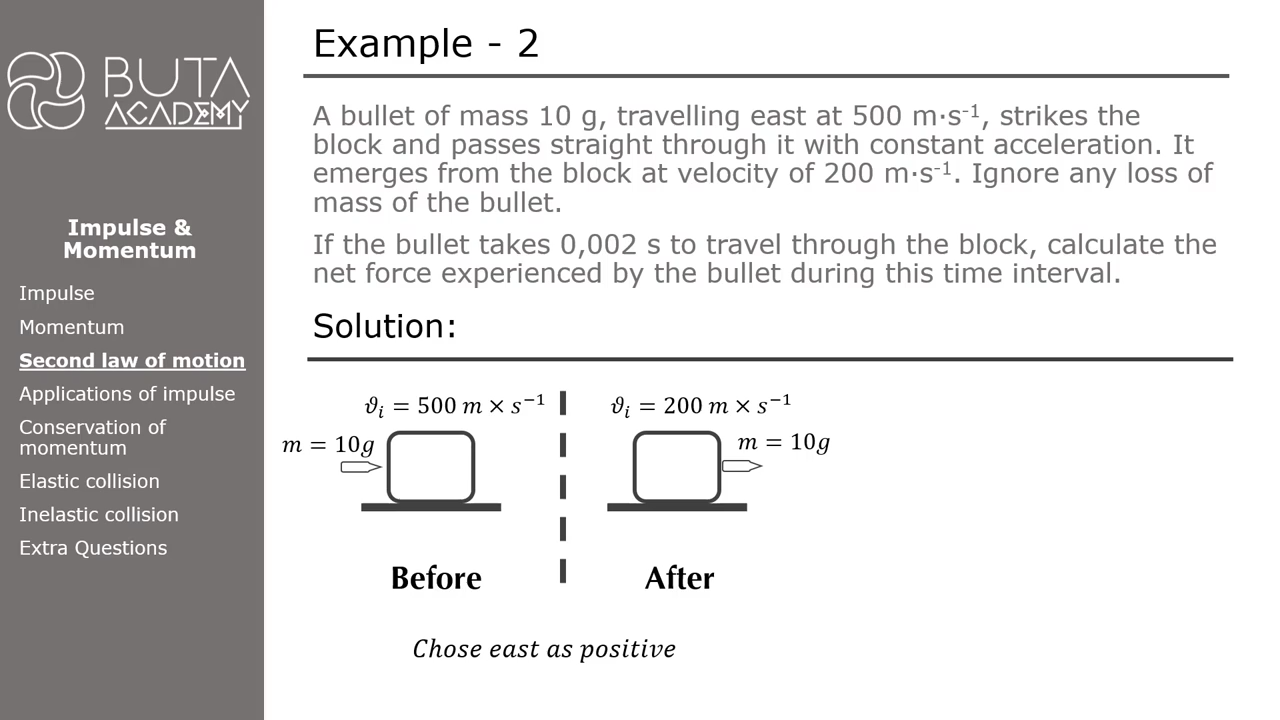 BUTA
ACADEMY
Impulse &
Momentum
Impulse
Momentum
Second law of motion
Applications of impulse
Conservation of
momentum
Elastic collision
Inelastic collision
Extra Questions
Example - 2
A bullet of mass 10 g, travelling east at 500 m·s⁻¹, strikes the
block and passes straight through it with constant acceleration. It
emerges from the block at velocity of 200 m·s⁻¹. Ignore any loss of
mass of the bullet.
If the bullet takes 0,002 s to travel through the block, calculate the
net force experienced by the bullet during this time interval.
Solution:
ϑᵢ = 500 m × s⁻¹
m = 10g
Before
ϑᵢ = 200 m × s⁻¹
m = 10g
After
Chose east as positive